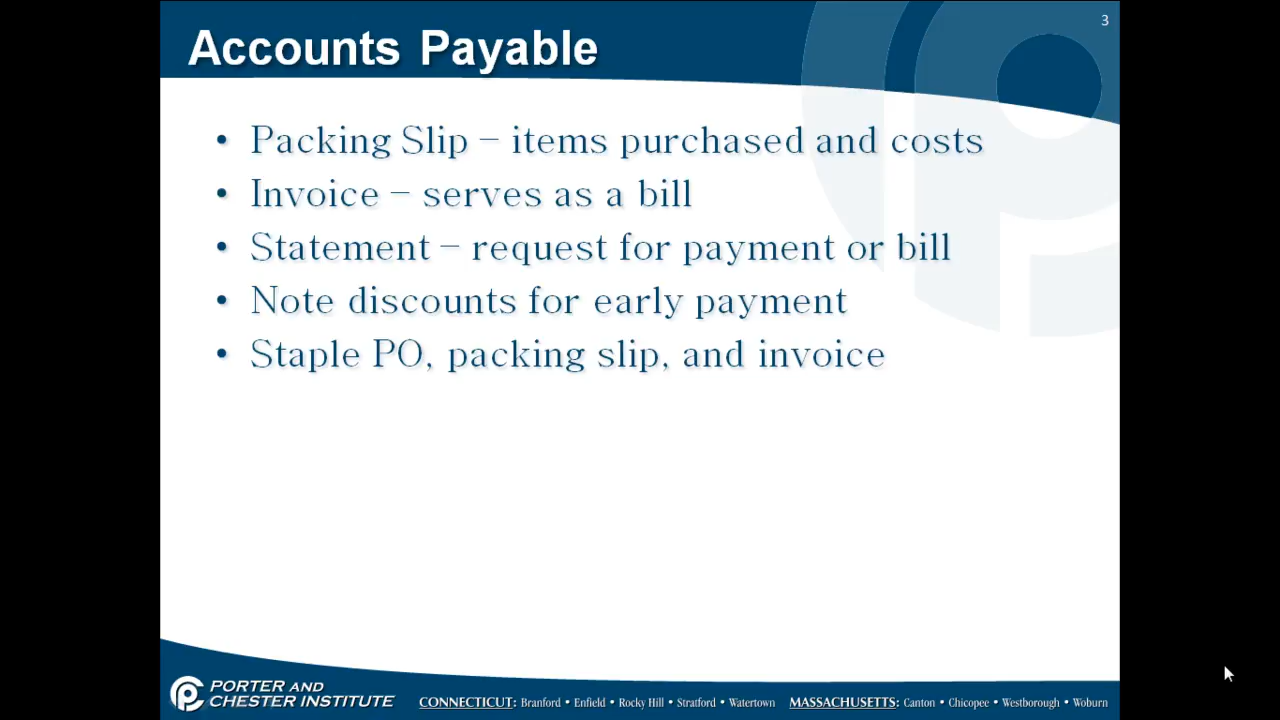 3
Accounts Payable
• Packing Slip – items purchased and costs
• Invoice – serves as a bill
• Statement – request for payment or bill
• Note discounts for early payment
• Staple PO, packing slip, and invoice
PORTER AND
CHESTER INSTITUTE
CONNECTICUT: Branford • Enfield • Rocky Hill • Stratford • Watertown MASSACHUSETTS: Canton • Chicopee • Westborough • Woburn